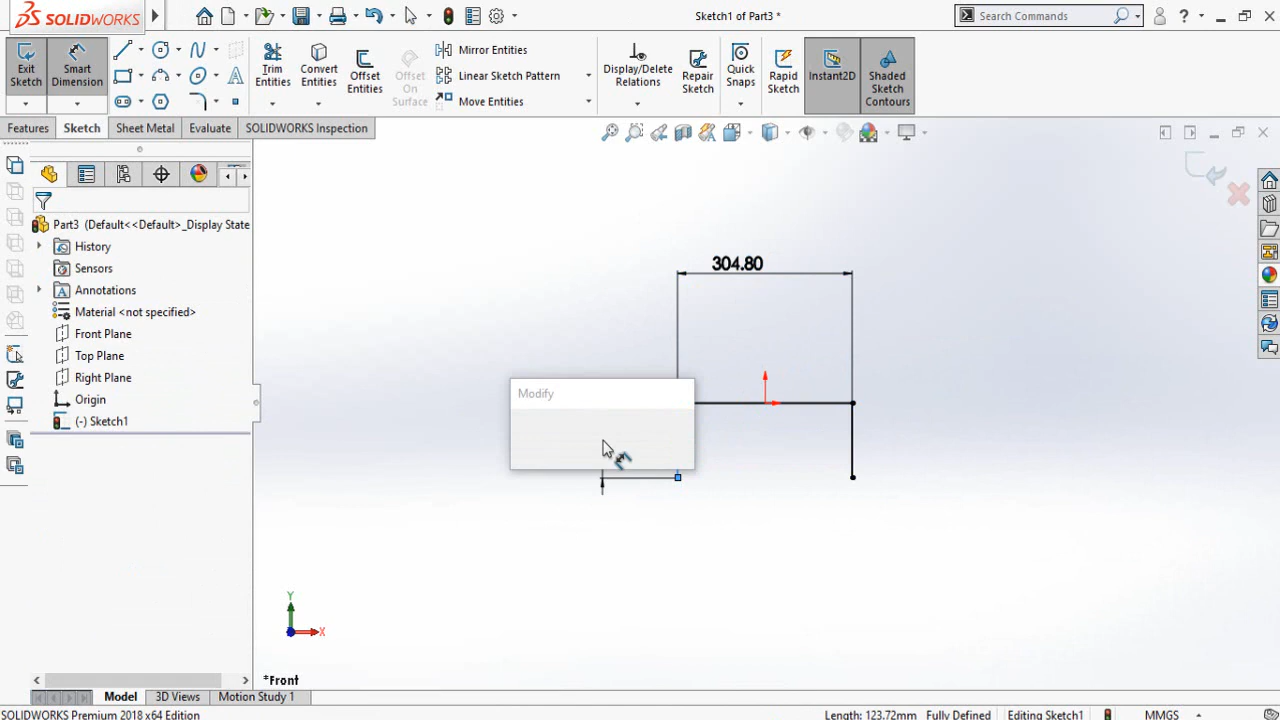 SOLIDWORKS
Sketch1 of Part3 *
Search Commands
?
Exit Sketch
Smart Dimension
Trim Entities
Convert Entities
Offset Entities
Offset On Surface
Mirror Entities
Linear Sketch Pattern
Move Entities
Display/Delete Relations
Repair Sketch
Quick Snaps
Rapid Sketch
Instant2D
Shaded Sketch Contours
Features
Sketch
Sheet Metal
Evaluate
SOLIDWORKS Inspection
Part3 (Default<<Default>_Display State
History
Sensors
Annotations
Material <not specified>
Front Plane
Top Plane
Right Plane
Origin
(-) Sketch1
304.80
Modify
Y
X
*Front
Model
3D Views
Motion Study 1
SOLIDWORKS Premium 2018 x64 Edition
Length: 123.72mm
Fully Defined
Editing Sketch1
MMGS